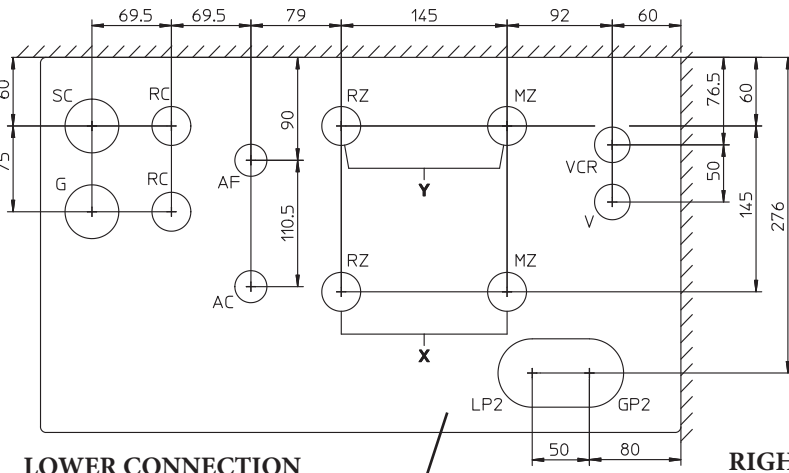 69.5 69.5 79 145 92 60
60 SC RC 90 RZ MZ 76.5 60
75 G RC AF Y VCR 50 145 276
110.5 V
AC RZ MZ
X
LP2 GP2
50 80
LOWER CONNECTION
RIGH